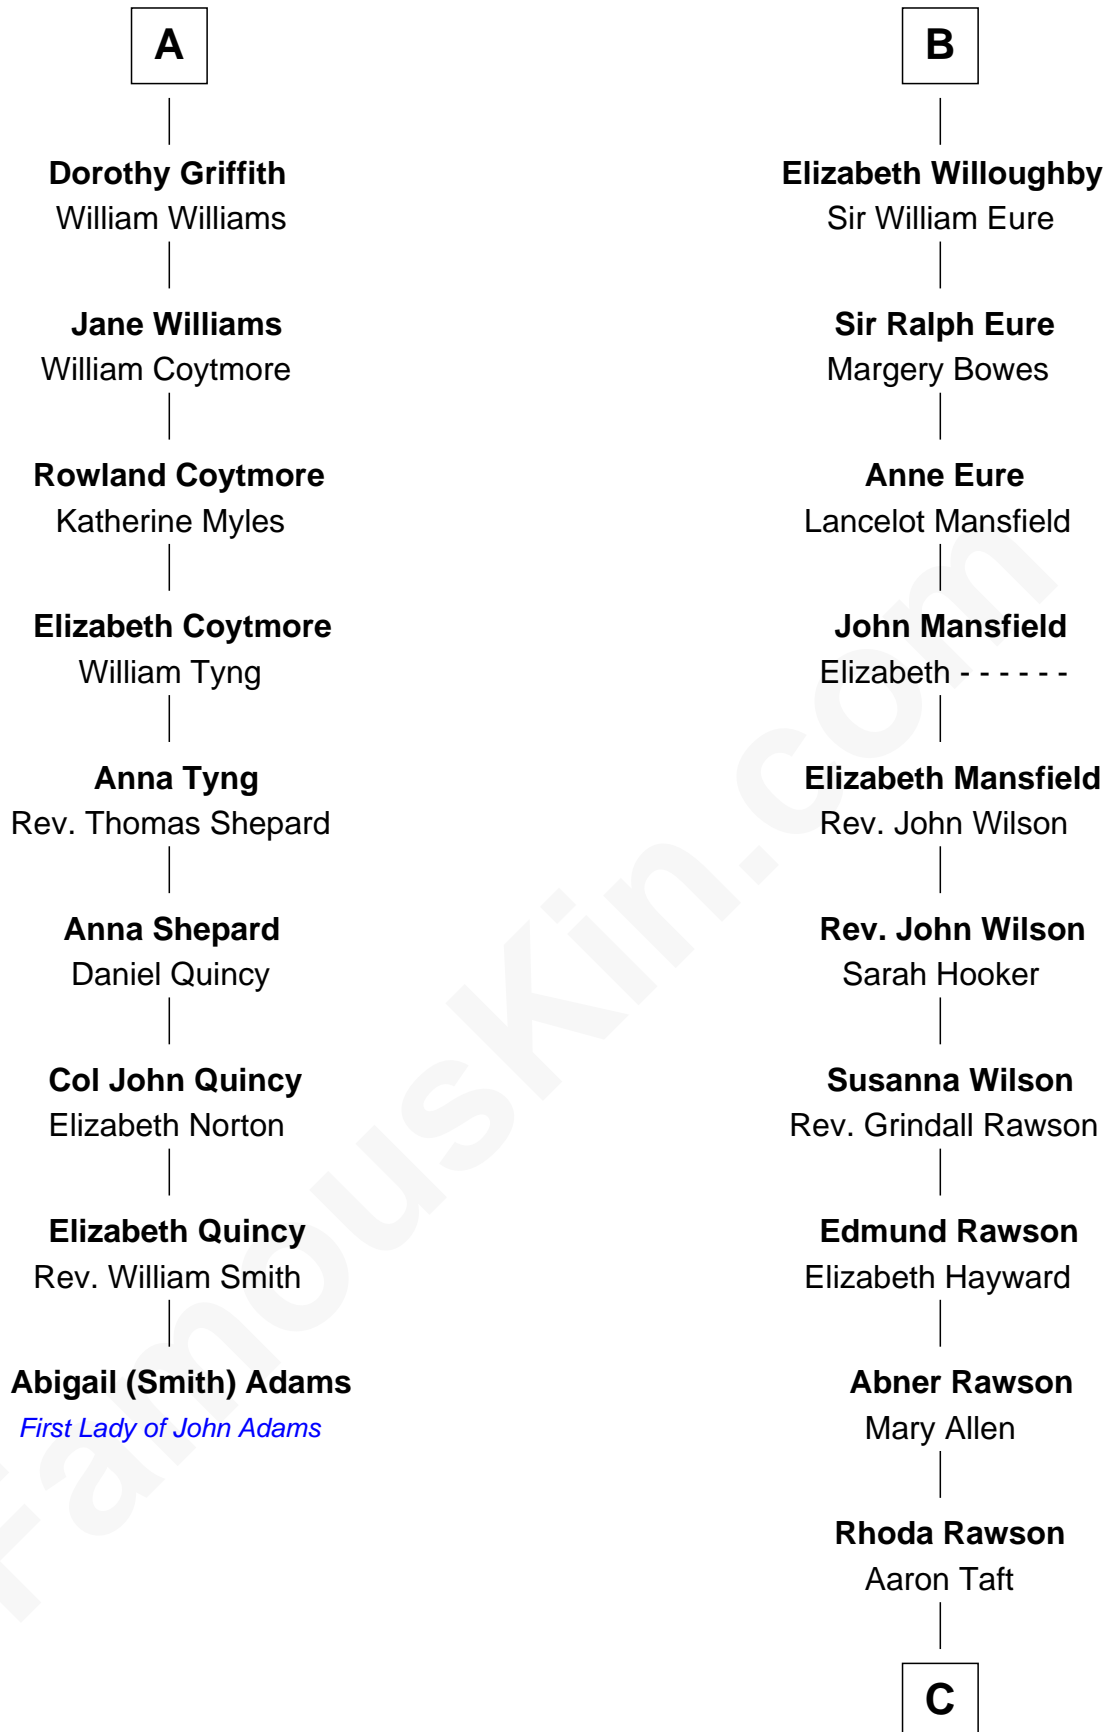 A
Dorothy Griffith
William Williams
Jane Williams
William Coytmore
Rowland Coytmore
Katherine Myles
Elizabeth Coytmore
William Tyng
Anna Tyng
Rev. Thomas Shepard
Anna Shepard
Daniel Quincy
Col John Quincy
Elizabeth Norton
Elizabeth Quincy
Rev. William Smith
Abigail (Smith) Adams
First Lady of John Adams
B
Elizabeth Willoughby
Sir William Eure
Sir Ralph Eure
Margery Bowes
Anne Eure
Lancelot Mansfield
John Mansfield
Elizabeth - - - - - -
Elizabeth Mansfield
Rev. John Wilson
Rev. John Wilson
Sarah Hooker
Susanna Wilson
Rev. Grindall Rawson
Edmund Rawson
Elizabeth Hayward
Abner Rawson
Mary Allen
Rhoda Rawson
Aaron Taft
C
FamousKin.com